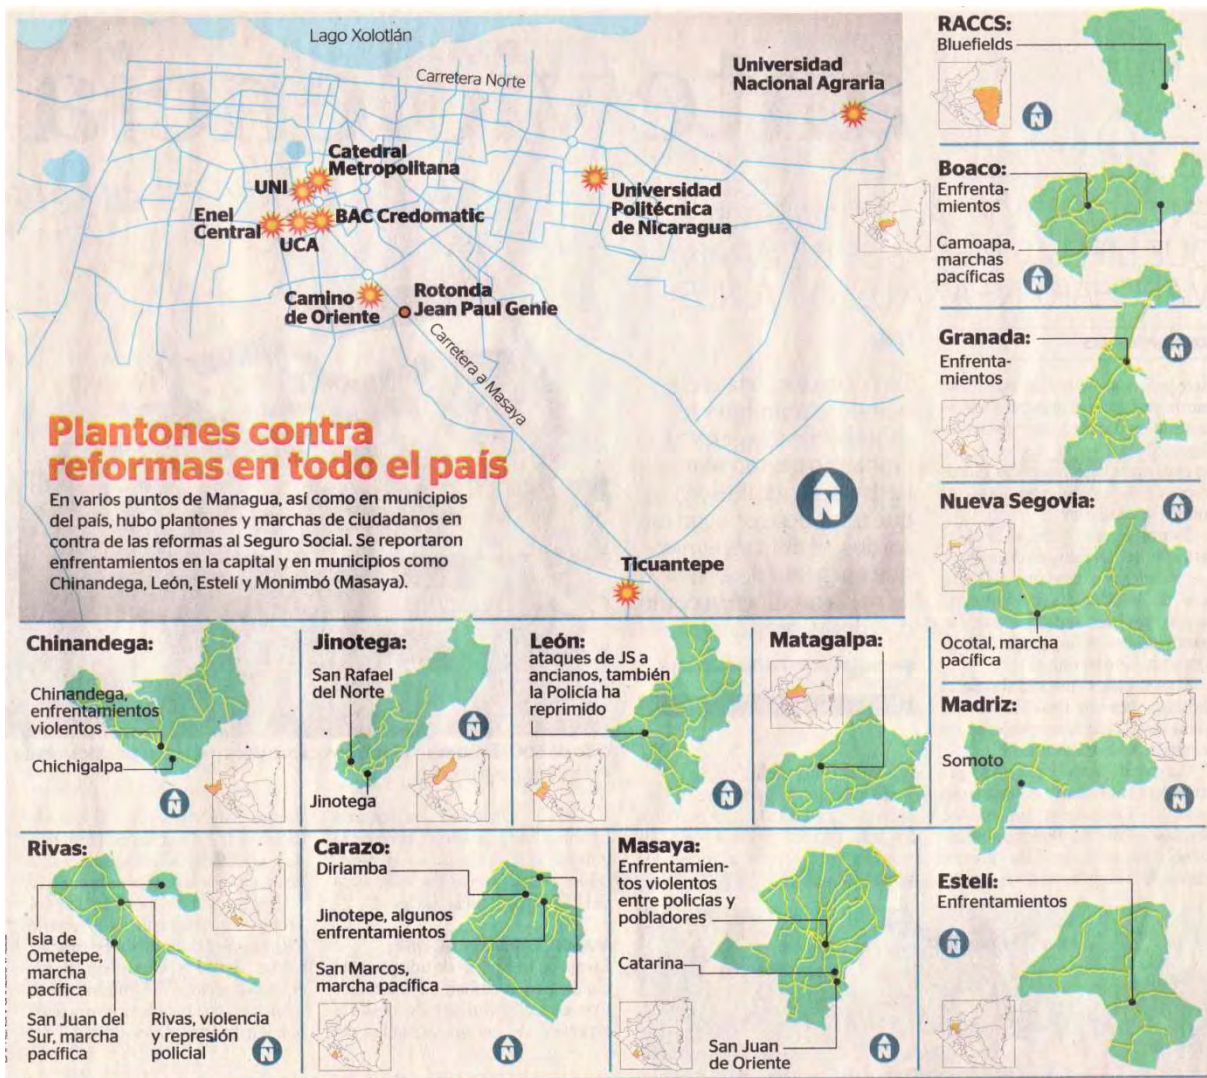 Lago Xolotlán
Carretera Norte
Universidad
Nacional Agraria
Catedral
Metropolitana
UNI
Enel
Central
UCA
BAC Credomatic
Universidad
Politécnica
de Nicaragua
Camino
de Oriente
Rotonda
Jean Paul Genie
Carretera a Masaya
Plantones contra
reformas en todo el país
En varios puntos de Managua, así como en municipios
del país, hubo plantones y marchas de ciudadanos en
contra de las reformas al Seguro Social. Se reportaron
enfrentamientos en la capital y en municipios como
Chinandega, León, Estelí y Monimbó (Masaya).
N
Ticuantepe
RACCS:
Bluefields
N
Boaco:
Enfrenta-
mientos
Camoapa,
marchas
pacíficas
N
Granada:
Enfrenta-
mientos
N
Nueva Segovia:
N
Ocotal, marcha
pacífica
Madriz:
Somoto
N
Chinandega:
Chinandega,
enfrentamientos
violentos
Chichigalpa
N
Jinotega:
San Rafael
del Norte
Jinotega
N
León:
ataques de JS a
ancianos, también
la Policía ha
reprimido
N
Matagalpa:
N
Rivas:
Isla de
Ometepe,
marcha
pacífica
San Juan del
Sur, marcha
pacífica
Rivas, violencia
y represión
policial
N
Carazo:
Diriamba
Jinotepe, algunos
enfrentamientos
San Marcos,
marcha pacífica
N
Masaya:
Enfrentamien-
tos violentos
entre policías y
pobladores
Catarina
San Juan
de Oriente
N
Estelí:
Enfrentamientos
N